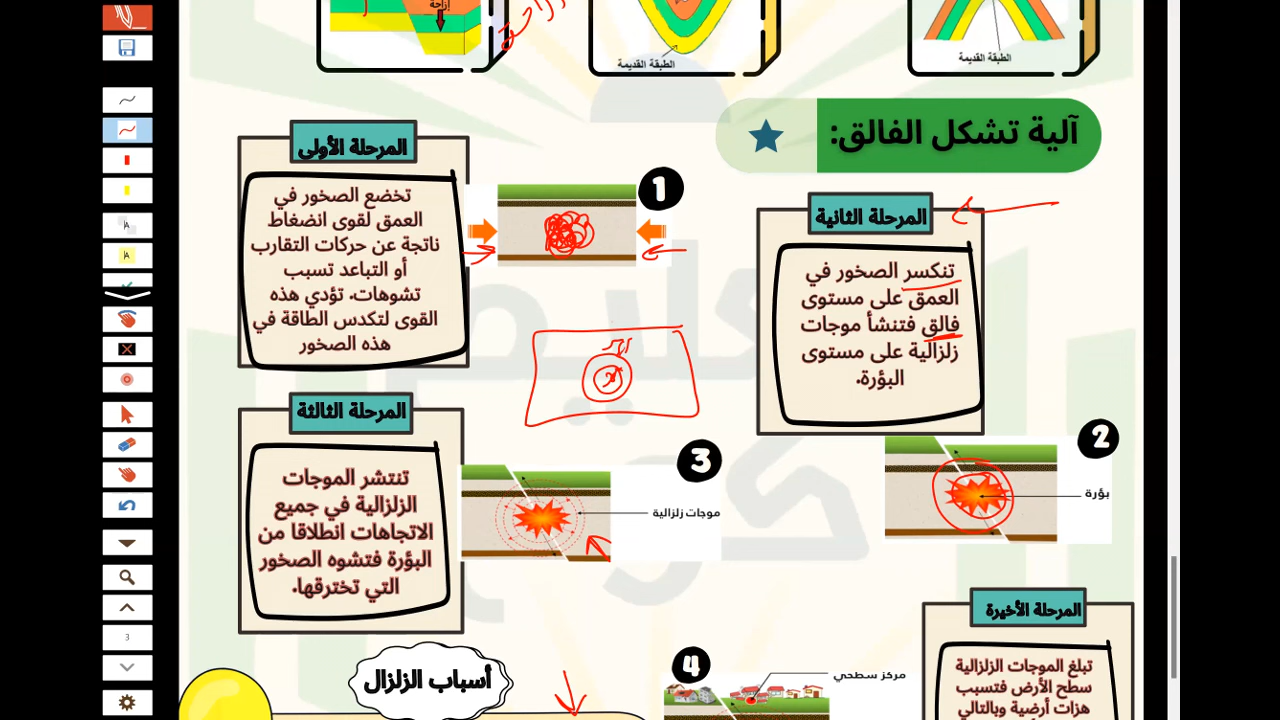 إزاحة
الطبقة القديمة
الطبقة القديمة
آلية تشكل الفالق:
المرحلة الأولى
تخضع الصخور في
العمق لقوى انضغاط
ناتجة عن حركات التقارب
أو التباعد تسبب
تشوهات. تؤدي هذه
القوى لتكدس الطاقة في
هذه الصخور
1
المرحلة الثانية
تنكسر الصخور في
العمق على مستوى
فالق فتنشأ موجات
زلزالية على مستوى
البؤرة.
2
بؤرة
المرحلة الثالثة
تنتشر الموجات
الزلزالية في جميع
الاتجاهات انطلاقا من
البؤرة فتشوه الصخور
التي تخترقها.
3
موجات زلزالية
المرحلة الأخيرة
تبلغ الموجات الزلزالية
سطح الأرض فتسبب
هزات أرضية وبالتالي
4
مركز سطحي
أسباب الزلزال
A
A
3